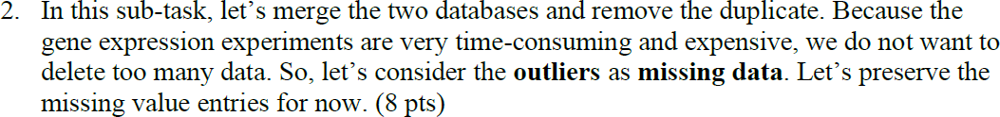 2. In this sub-task, let’s merge the two databases and remove the duplicate. Because the
gene expression experiments are very time-consuming and expensive, we do not want to
delete too many data. So, let’s consider the outliers as missing data. Let’s preserve the
missing value entries for now. (8 pts)